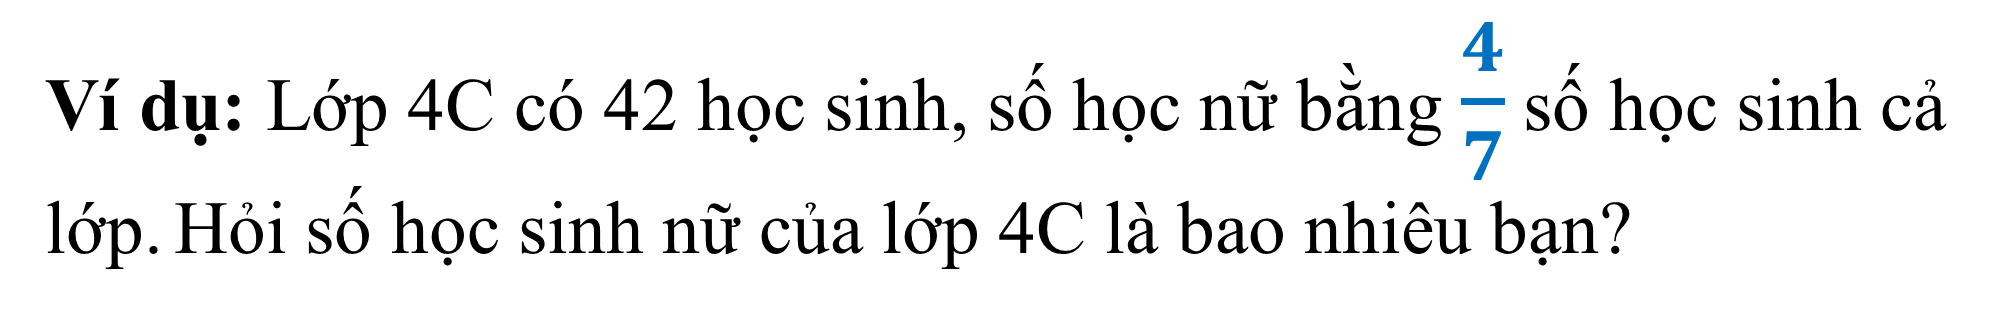 Ví dụ: Lớp 4C có 42 học sinh, số học nữ bằng 4/7 số học sinh cả
lớp. Hỏi số học sinh nữ của lớp 4C là bao nhiêu bạn?